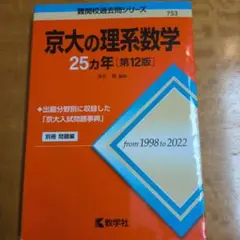 難関校過去問シリーズ
753
京大の理系数学
25カ年[第12版]
◆出題分野別に収録した
「京大入試問題事典」
別冊 問題編
from 1998 to 2022
教学社